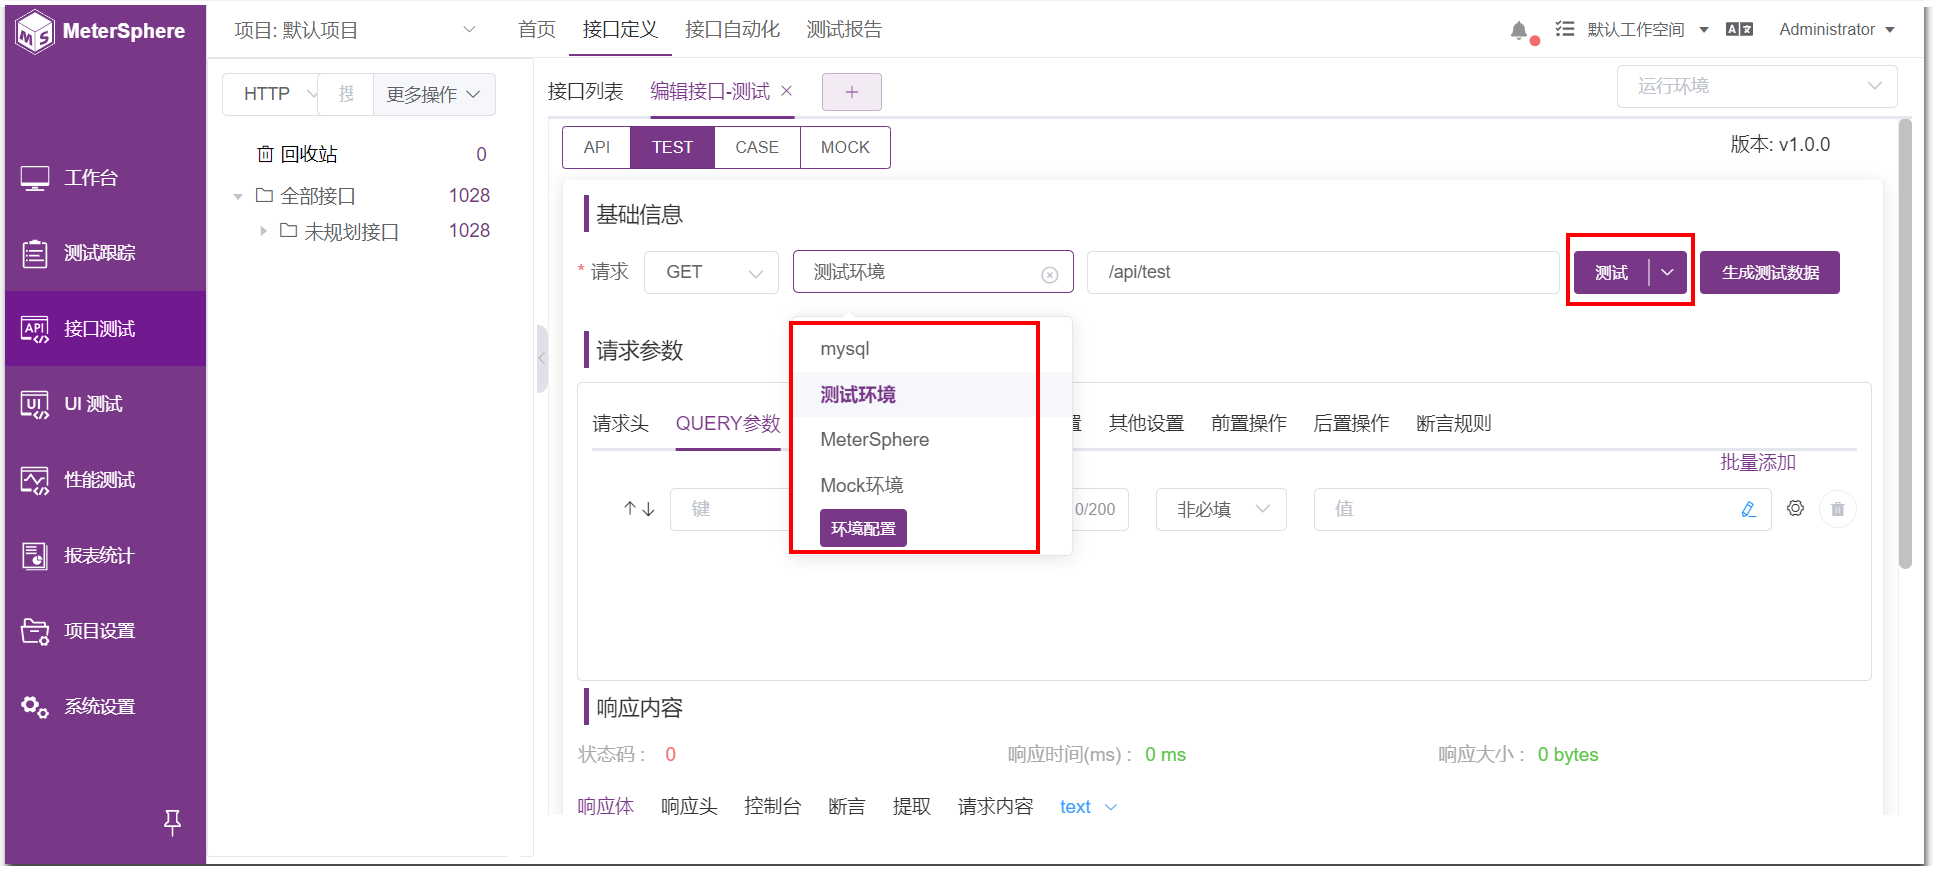 MeterSphere
项目: 默认项目
首页 接口定义 接口自动化 测试报告
默认工作空间
Administrator
工作台
测试跟踪
接口测试
UI 测试
性能测试
报表统计
项目设置
系统设置
HTTP
搜
更多操作
回收站 0
全部接口 1028
未规划接口 1028
接口列表 编辑接口-测试
+
运行环境
API TEST CASE MOCK
版本: v1.0.0
基础信息
* 请求 GET 测试环境 /api/test 测试 生成测试数据
mysql
测试环境
MeterSphere
Mock环境
环境配置
请求参数
请求头 QUERY参数 置 其他设置 前置操作 后置操作 断言规则
批量添加
键 0/200 非必填 值
响应内容
状态码 : 0 响应时间(ms) : 0 ms 响应大小 : 0 bytes
响应体 响应头 控制台 断言 提取 请求内容 text